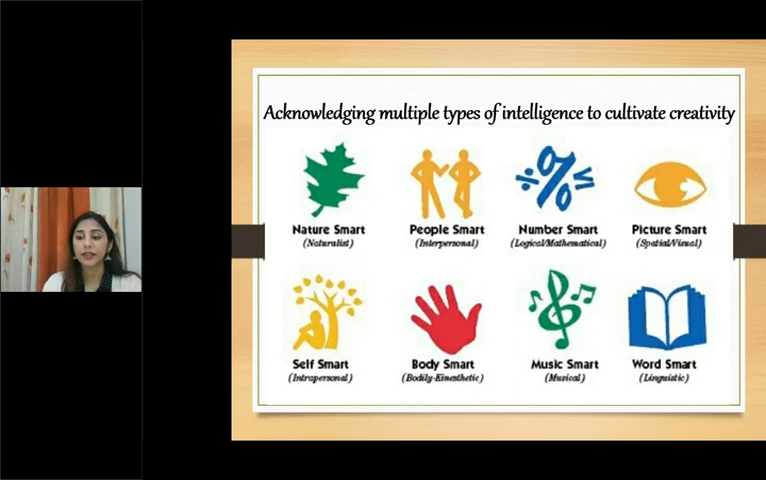 Acknowledging multiple types of intelligence to cultivate creativity
Nature Smart
(Naturalist)
People Smart
(Interpersonal)
Number Smart
(Logical/Mathematical)
Picture Smart
(Spatial/Visual)
Self Smart
(Intrapersonal)
Body Smart
(Bodily-Kinesthetic)
Music Smart
(Musical)
Word Smart
(Linguistic)